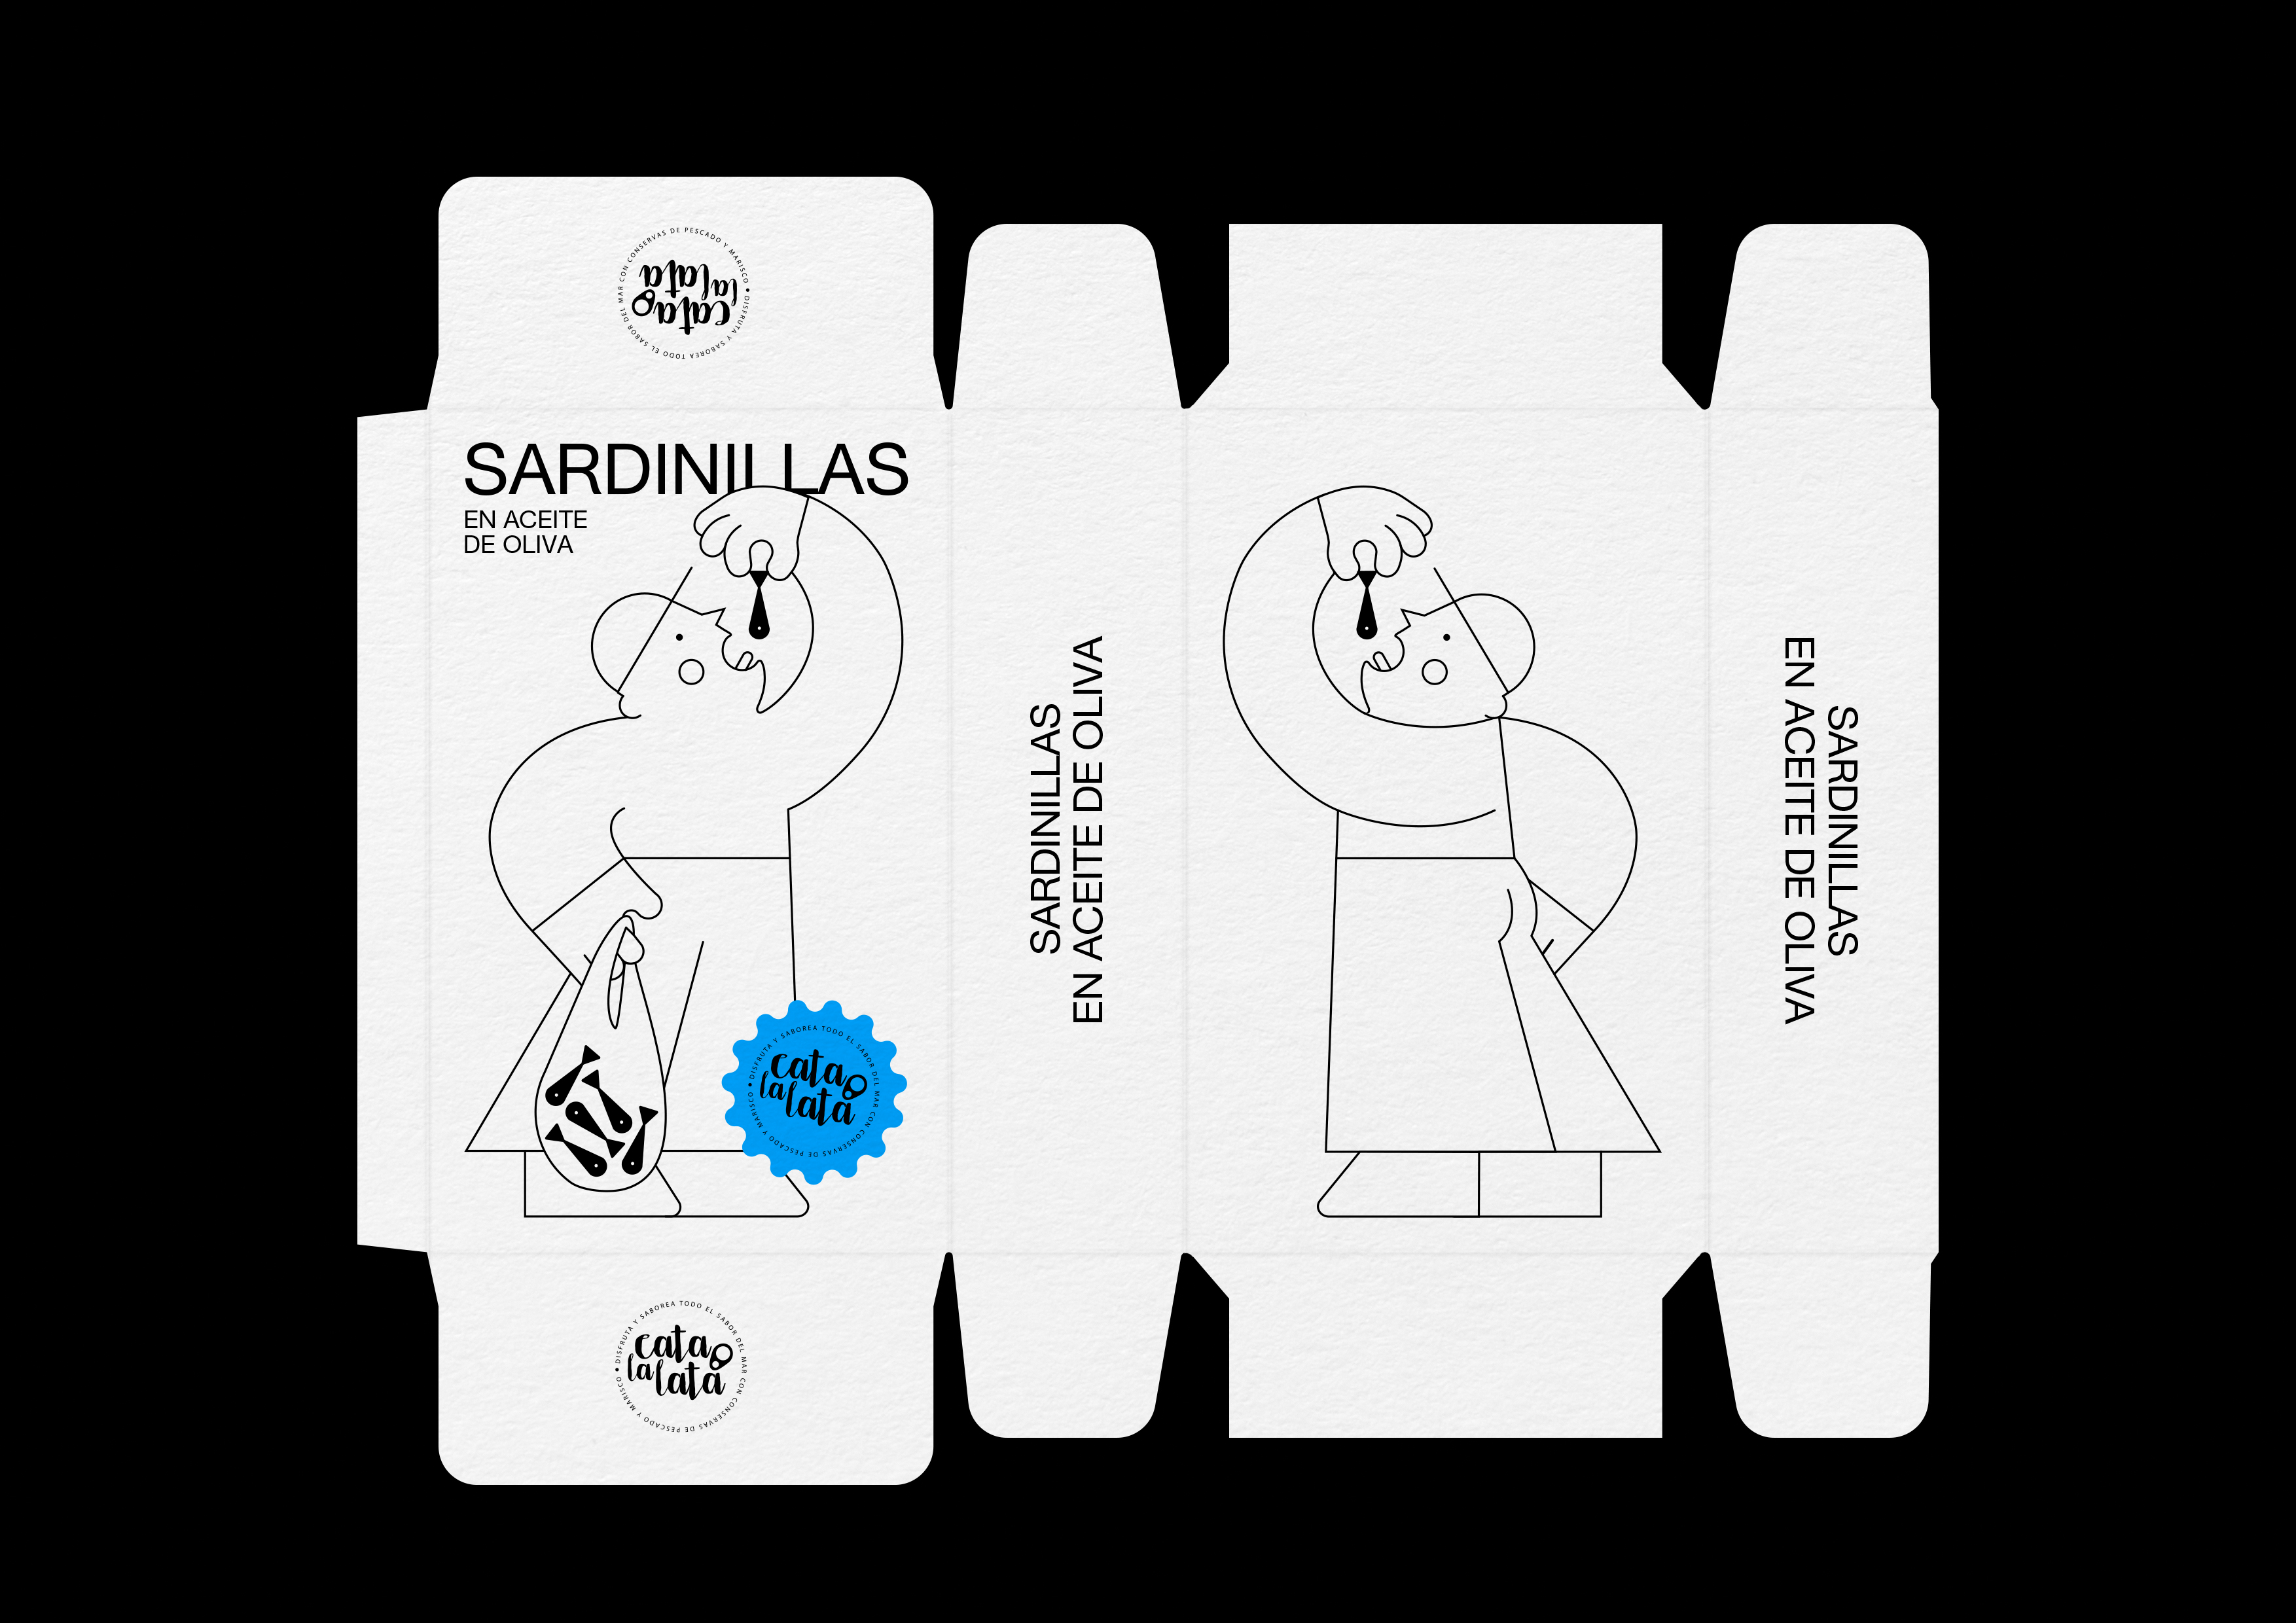 DISFRUTA Y SABOREA TODO EL SABOR DEL MAR CON CONSERVAS DE PESCADO Y MARISCO
cata
la lata
SARDINILLAS
EN ACEITE
DE OLIVA
DISFRUTA Y SABOREA TODO EL SABOR DEL MAR CON CONSERVAS DE PESCADO Y MARISCO
cata
la lata
DISFRUTA Y SABOREA TODO EL SABOR DEL MAR CON CONSERVAS DE PESCADO Y MARISCO
cata
la lata
SARDINILLAS
EN ACEITE DE OLIVA
SARDINILLAS
EN ACEITE DE OLIVA